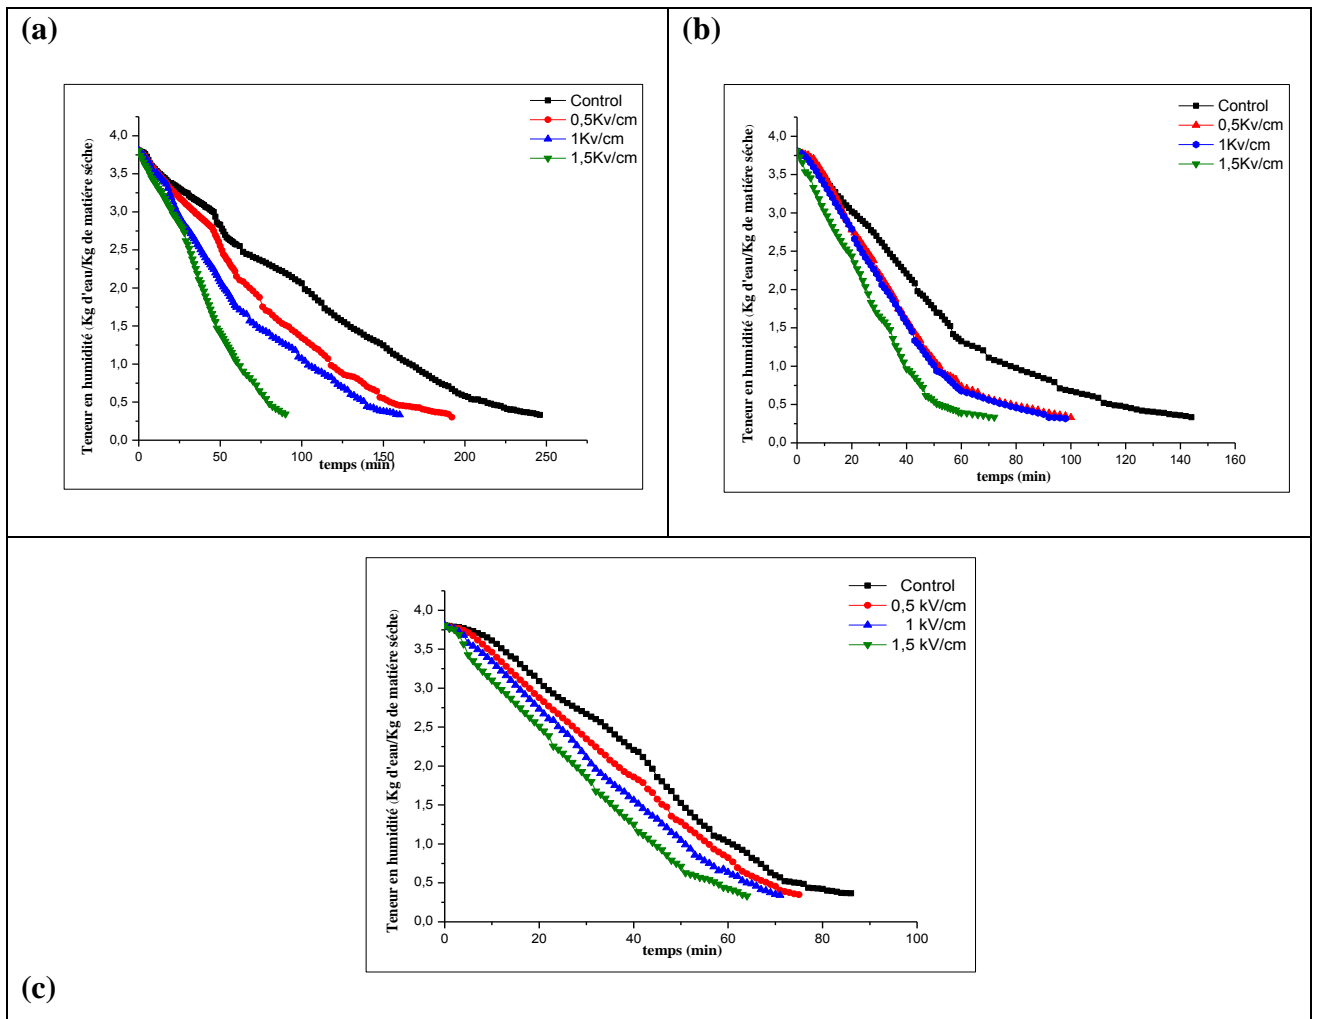 (a)
Control
0,5Kv/cm
1Kv/cm
1,5Kv/cm
Teneur en humidité (Kg d'eau/Kg de matiére séche)
4,0
3,5
3,0
2,5
2,0
1,5
1,0
0,5
0,0
0 50 100 150 200 250
temps (min)
(b)
Control
0,5Kv/cm
1Kv/cm
1,5Kv/cm
Teneur en humidité (Kg d'eau/Kg de matiére séche)
4,0
3,5
3,0
2,5
2,0
1,5
1,0
0,5
0,0
0 20 40 60 80 100 120 140 160
temps (min)
Control
0,5 kV/cm
1 kV/cm
1,5 kV/cm
Teneur en humidité (Kg d'eau/Kg de matiére séche)
4,0
3,5
3,0
2,5
2,0
1,5
1,0
0,5
0,0
0 20 40 60 80 100
temps (min)
(c)